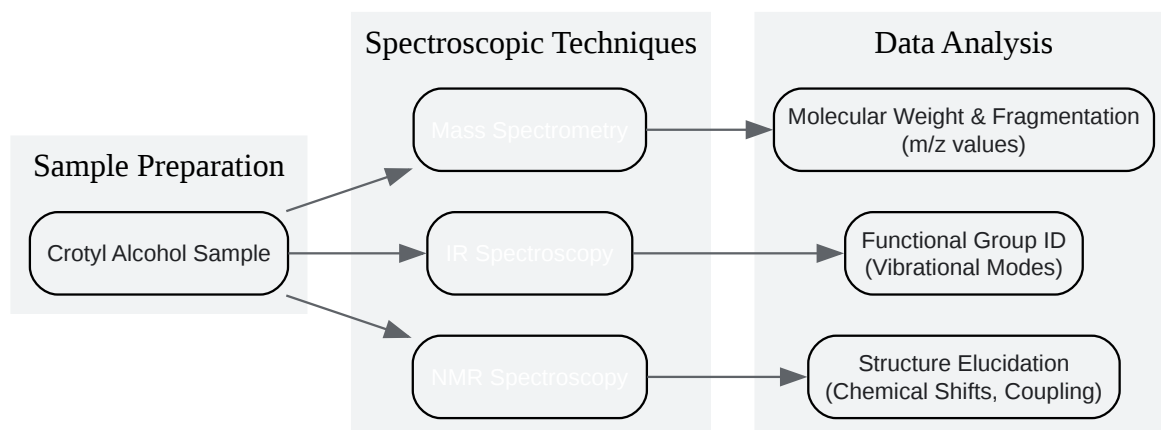 Spectroscopic Techniques
Data Analysis
Mass Spectrometry
Molecular Weight & Fragmentation
(m/z values)
Sample Preparation
Crotyl Alcohol Sample
IR Spectroscopy
Functional Group ID
(Vibrational Modes)
NMR Spectroscopy
Structure Elucidation
(Chemical Shifts, Coupling)